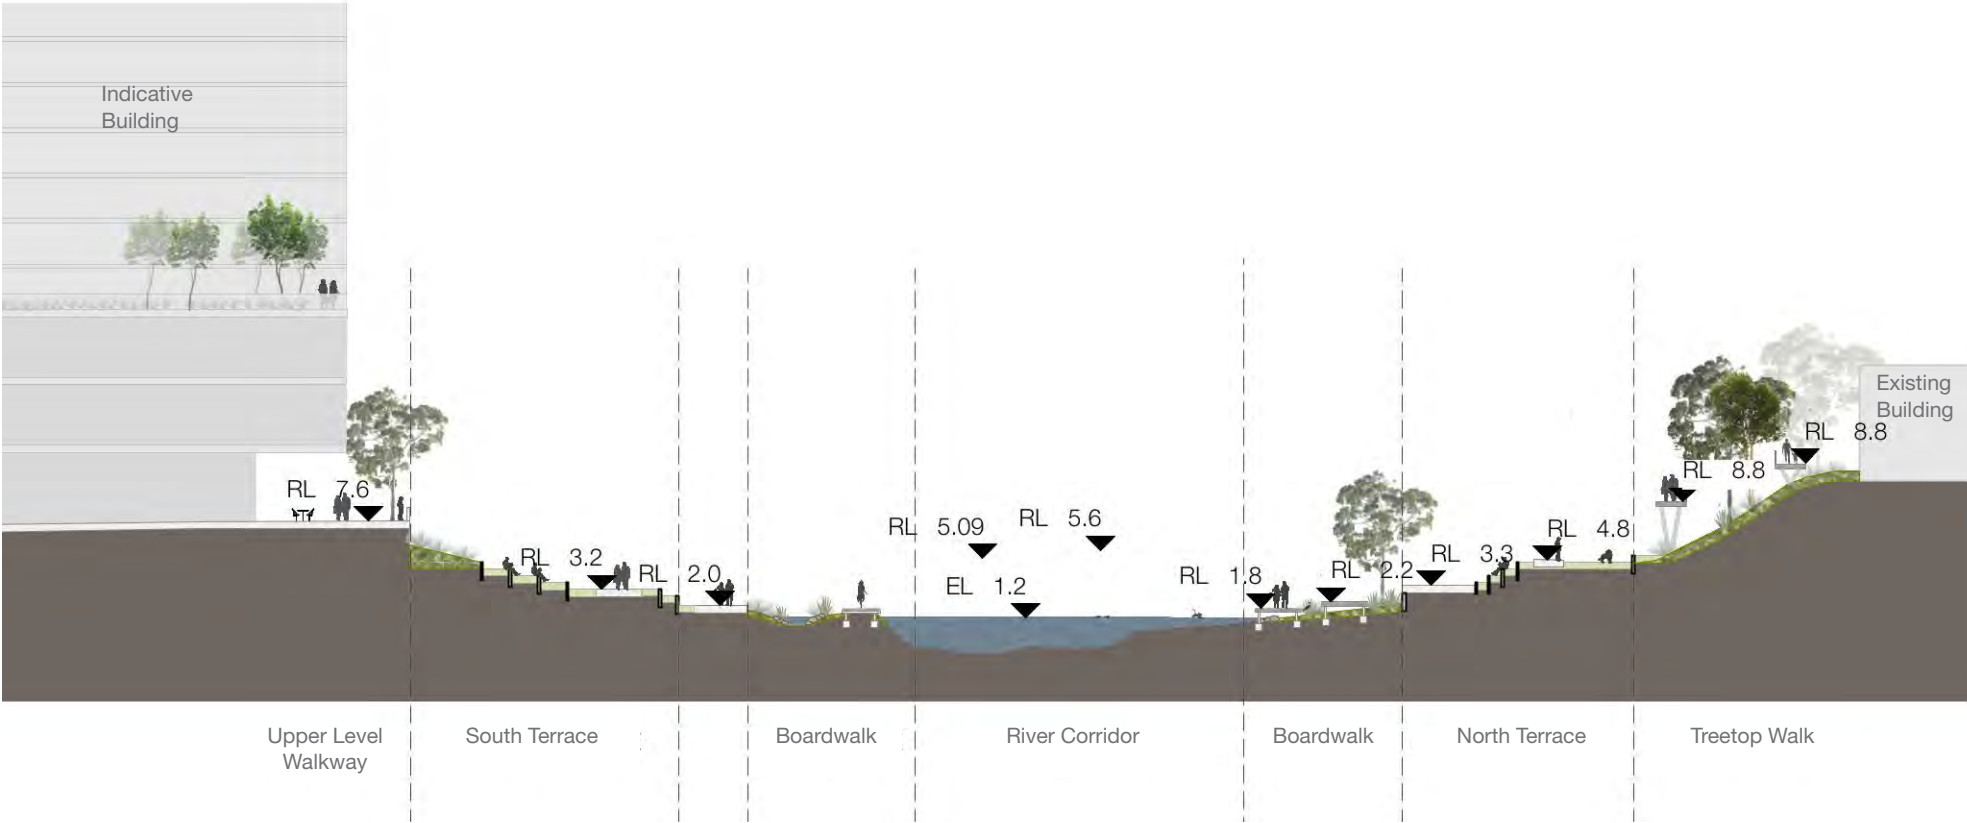 Indicative
Building
Existing
Building
RL 8.8
RL 8.8
RL 7.6
RL 5.09
RL 5.6
RL 4.8
RL 3.2
RL 3.3
RL 2.0
EL 1.2
RL 1.8
RL 2.2
Upper Level
Walkway
South Terrace
Boardwalk
River Corridor
Boardwalk
North Terrace
Treetop Walk